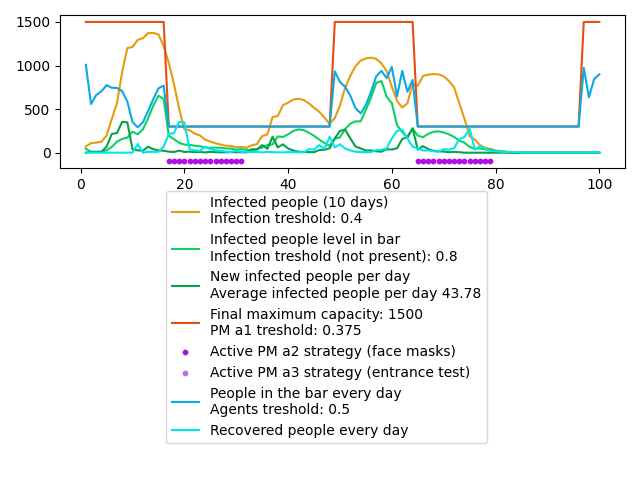 1500
1000
500
0
0 20 40 60 80 100
Infected people (10 days)
Infection treshold: 0.4
Infected people level in bar
Infection treshold (not present): 0.8
New infected people per day
Average infected people per day 43.78
Final maximum capacity: 1500
PM a1 treshold: 0.375
Active PM a2 strategy (face masks)
Active PM a3 strategy (entrance test)
People in the bar every day
Agents treshold: 0.5
Recovered people every day